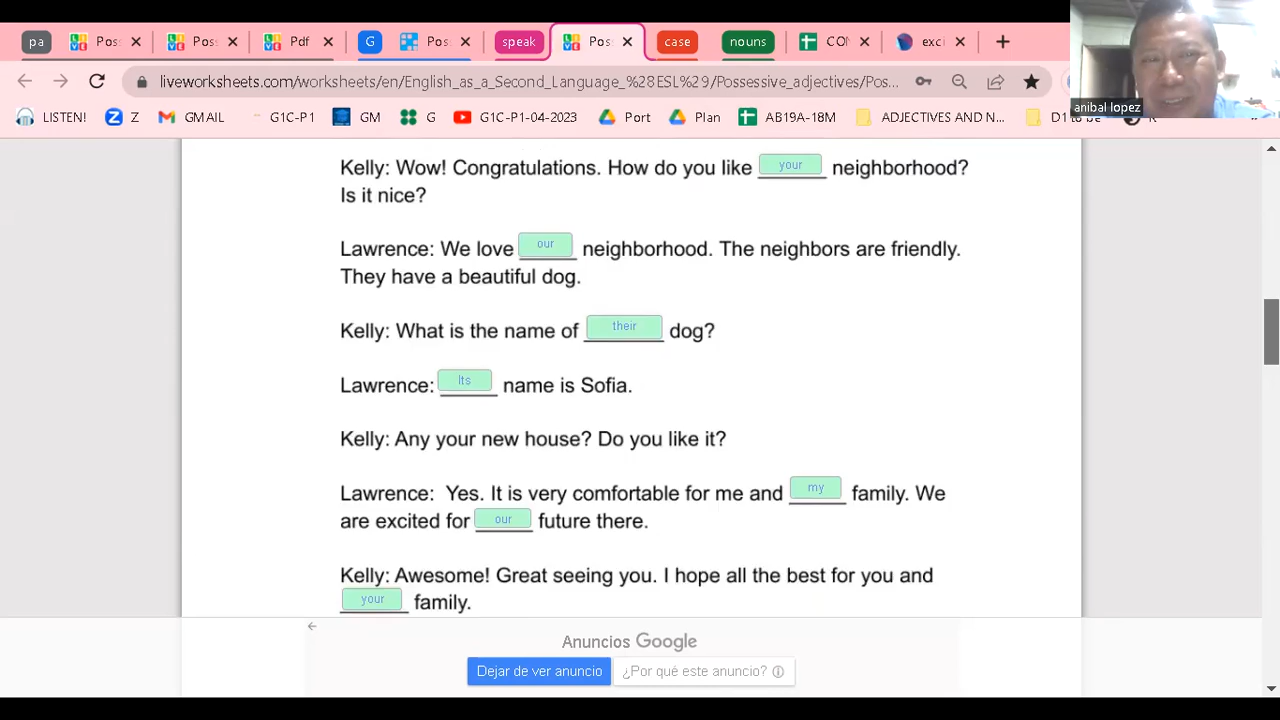 pa Pos Pos Pdf G Pos speak Pos case nouns CON exci
liveworksheets.com/worksheets/en/English_as_a_Second_Language_%28ESL%29/Possessive_adjectives/Pos...
anibal lopez
LISTEN! Z GMAIL G1C-P1 GM G G1C-P1-04-2023 Port Plan AB19A-18M ADJECTIVES AND N... D1 to be K »
Kelly: Wow! Congratulations. How do you like your neighborhood?
Is it nice?
Lawrence: We love our neighborhood. The neighbors are friendly.
They have a beautiful dog.
Kelly: What is the name of their dog?
Lawrence: Its name is Sofia.
Kelly: Any your new house? Do you like it?
Lawrence: Yes. It is very comfortable for me and my family. We
are excited for our future there.
Kelly: Awesome! Great seeing you. I hope all the best for you and
your family.
Anuncios Google
Dejar de ver anuncio ¿Por qué este anuncio?